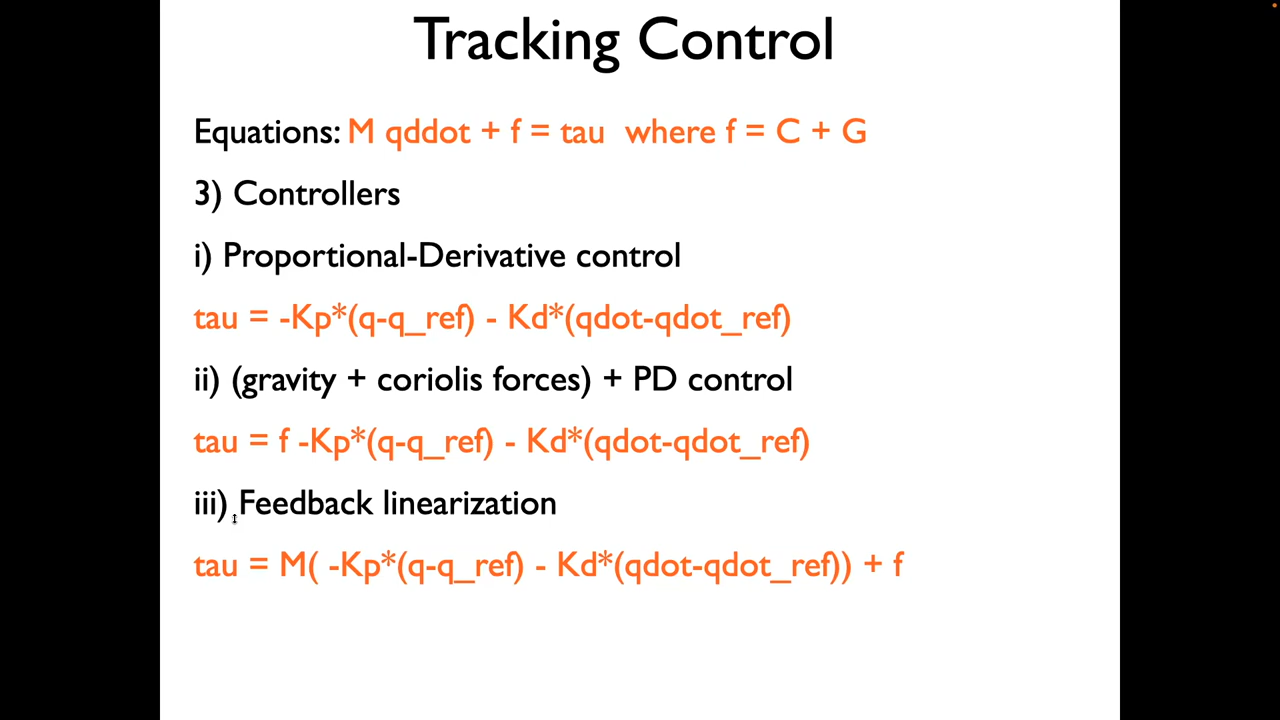 Tracking Control
Equations: M qddot + f = tau  where f = C + G
3) Controllers
i) Proportional-Derivative control
tau = -Kp*(q-q_ref) - Kd*(qdot-qdot_ref)
ii) (gravity + coriolis forces) + PD control
tau = f -Kp*(q-q_ref) - Kd*(qdot-qdot_ref)
iii) Feedback linearization
tau = M( -Kp*(q-q_ref) - Kd*(qdot-qdot_ref)) + f